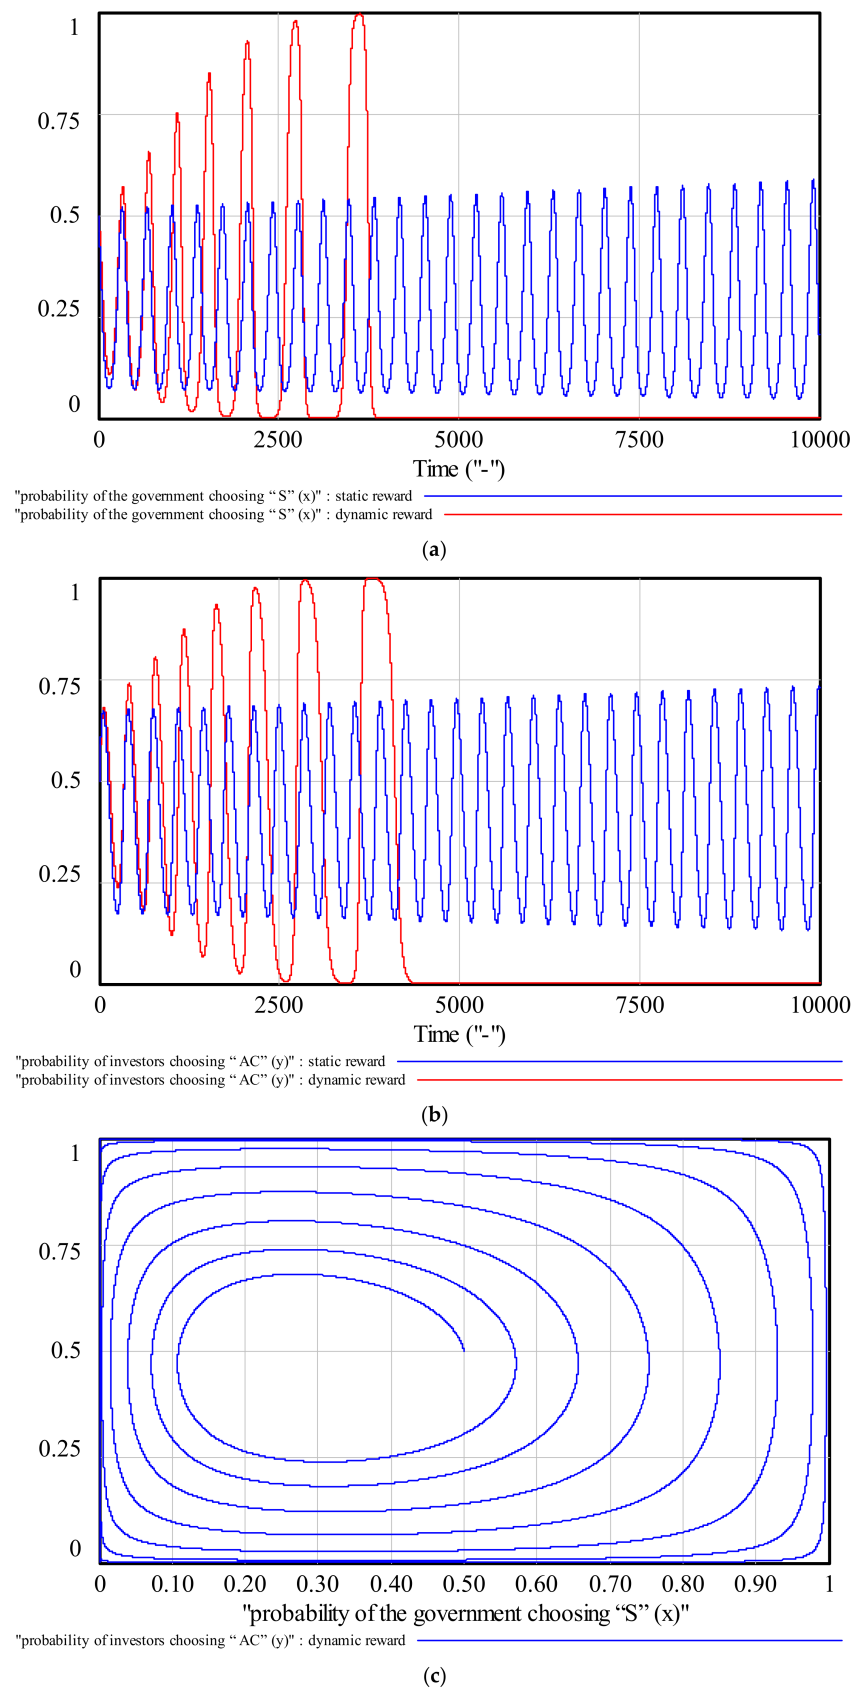 1
0.75
0.5
0.25
0
0 2500 5000 7500 10000
Time ("-")
"probability of the government choosing “ S” (x)" : static reward
"probability of the government choosing “ S” (x)" : dynamic reward
(a)
1
0.75
0.5
0.25
0
0 2500 5000 7500 10000
Time ("-")
"probability of investors choosing “ AC” (y)" : static reward
"probability of investors choosing “ AC” (y)" : dynamic reward
(b)
1
0.75
0.5
0.25
0
0 0.10 0.20 0.30 0.40 0.50 0.60 0.70 0.80 0.90 1
"probability of the government choosing “S” (x)"
"probability of investors choosing “ AC” (y)" : dynamic reward
(c)